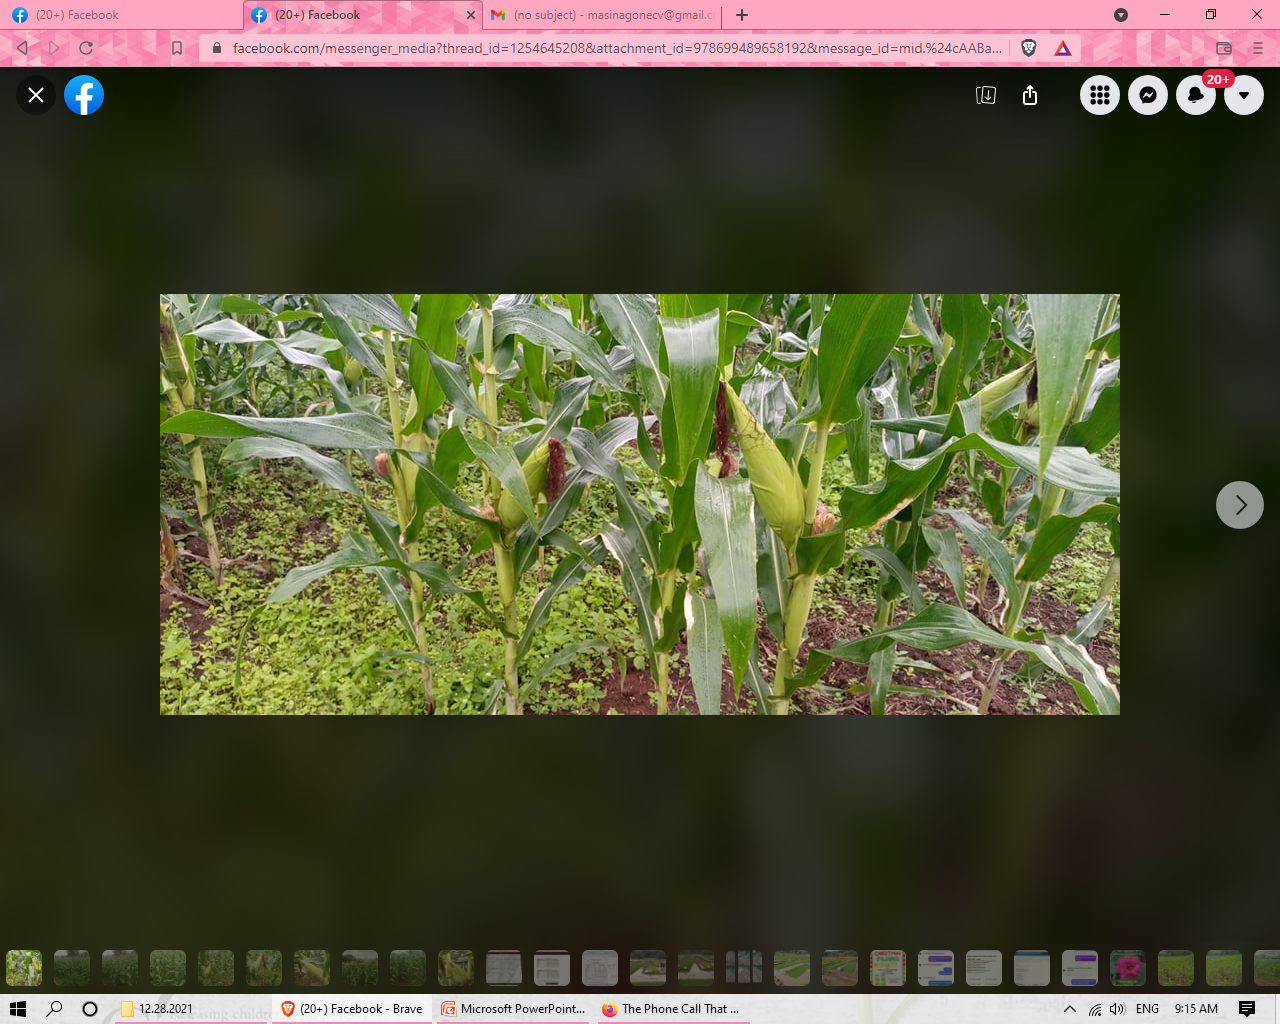 (20+) Facebook
(20+) Facebook
(no subject) - masinagonecv@gmail.c
facebook.com/messenger_media?thread_id=1254645208&attachment_id=978699489658192&message_id=mid.%24cAABa...
20+
12.28.2021
(20+) Facebook - Brave
Microsoft PowerPoint...
The Phone Call That ...
ENG
9:15 AM